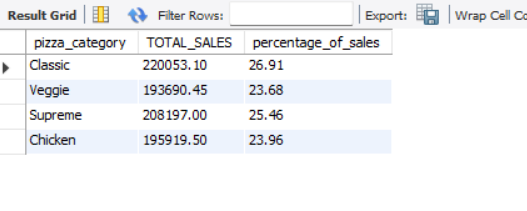 Result Grid Filter Rows: Export: Wrap Cell Co
pizza_category TOTAL_SALES percentage_of_sales
Classic 220053.10 26.91
Veggie 193690.45 23.68
Supreme 208197.00 25.46
Chicken 195919.50 23.96